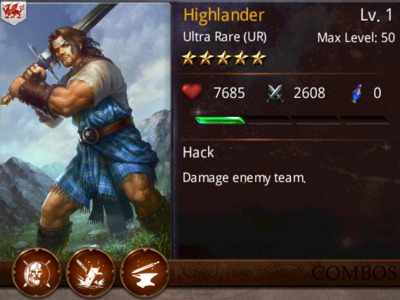 Highlander Lv. 1
Ultra Rare (UR) Max Level: 50
7685 2608 0
Hack
Damage enemy team.
COMBOS